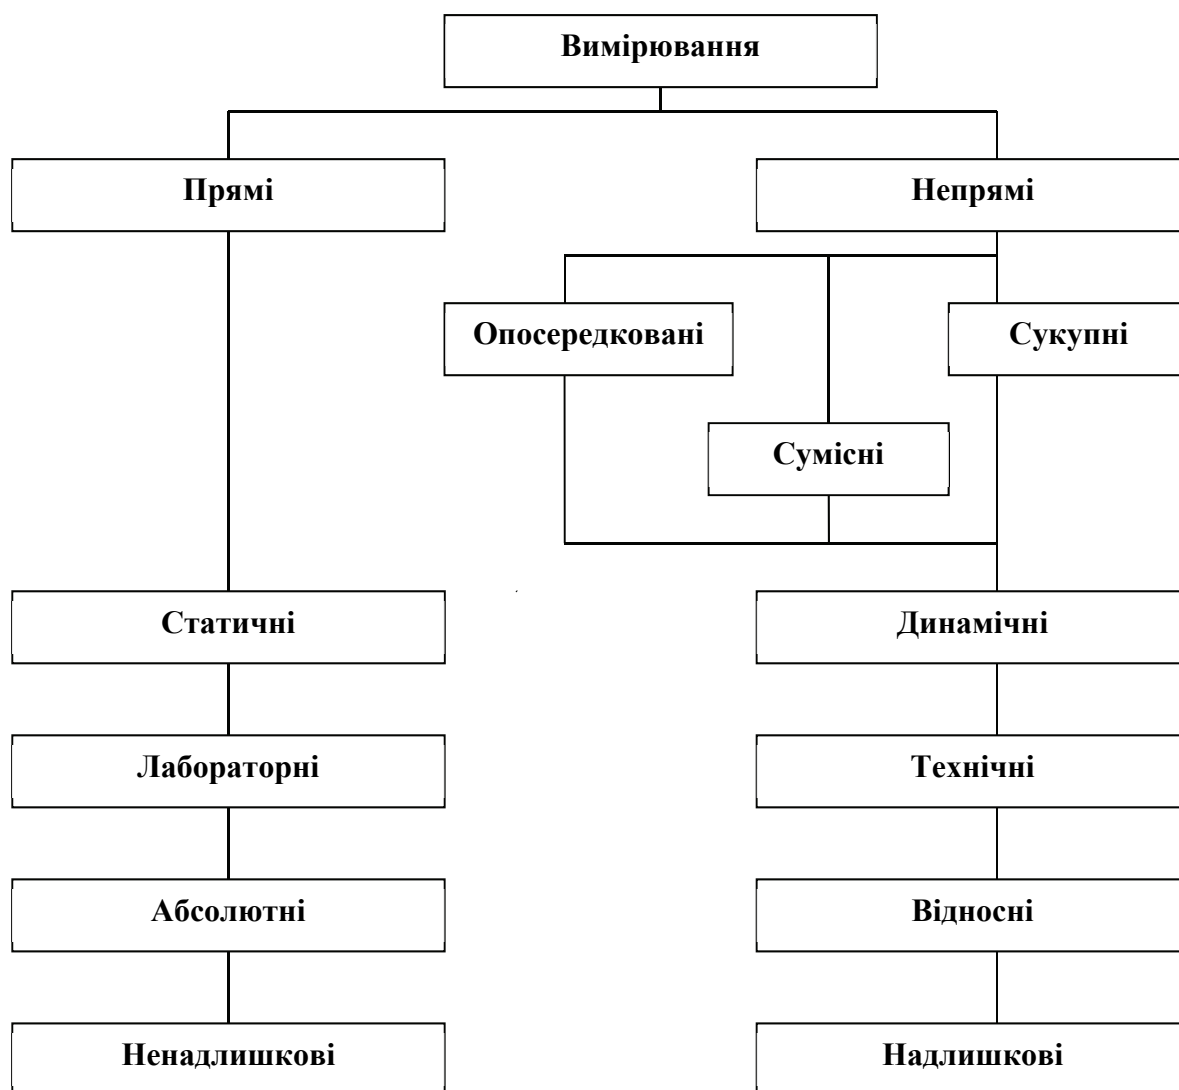 Вимірювання
Прямі
Непрямі
Опосередковані
Сукупні
Сумісні
Статичні
Динамічні
Лабораторні
Технічні
Абсолютні
Відносні
Ненадлишкові
Надлишкові